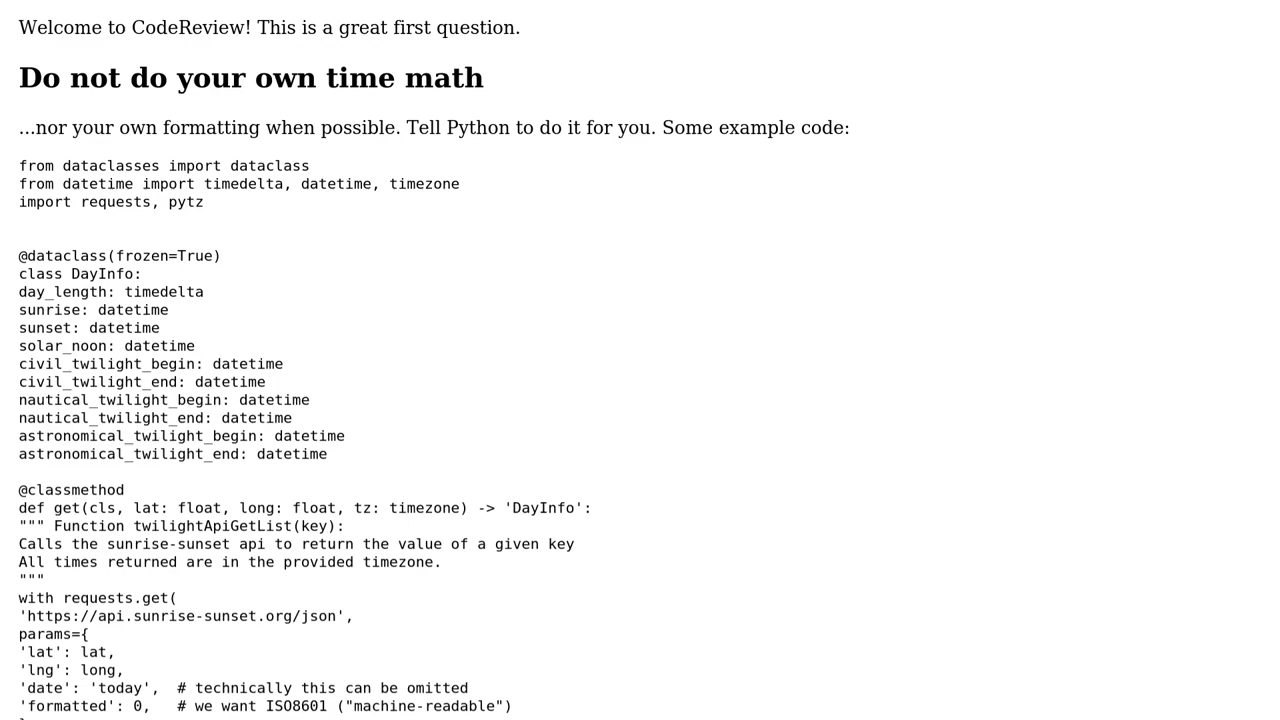 Welcome to CodeReview! This is a great first question.
Do not do your own time math
...nor your own formatting when possible. Tell Python to do it for you. Some example code:
from dataclasses import dataclass
from datetime import timedelta, datetime, timezone
import requests, pytz
@dataclass(frozen=True)
class DayInfo:
day_length: timedelta
sunrise: datetime
sunset: datetime
solar_noon: datetime
civil_twilight_begin: datetime
civil_twilight_end: datetime
nautical_twilight_begin: datetime
nautical_twilight_end: datetime
astronomical_twilight_begin: datetime
astronomical_twilight_end: datetime
@classmethod
def get(cls, lat: float, long: float, tz: timezone) -> 'DayInfo':
""" Function twilightApiGetList(key):
Calls the sunrise-sunset api to return the value of a given key
All times returned are in the provided timezone.
"""
with requests.get(
'https://api.sunrise-sunset.org/json',
params={
'lat': lat,
'lng': long,
'date': 'today',  # technically this can be omitted
'formatted': 0,   # we want ISO8601 ("machine-readable")